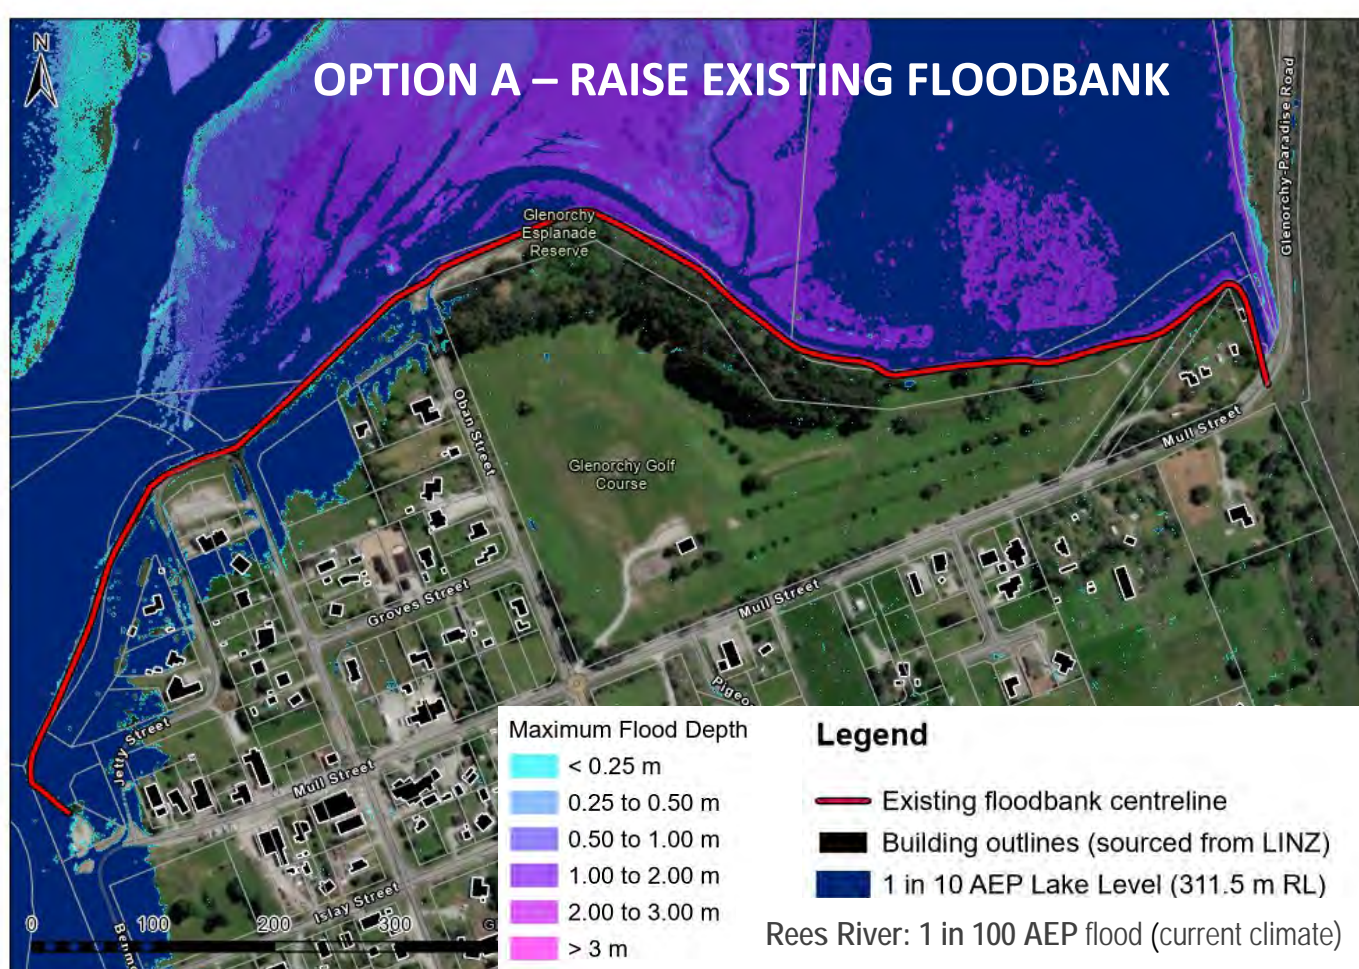 N
OPTION A – RAISE EXISTING FLOODBANK
Glenorchy-Paradise Road
Glenorchy
Esplanade
Reserve
Oban Street
Mull Street
Glenorchy Golf
Course
Groves Street
Mull Street
Pigeo
Jetty Street
Mull Street
Islay Street
Benm
0 100 200 300
Maximum Flood Depth
< 0.25 m
0.25 to 0.50 m
0.50 to 1.00 m
1.00 to 2.00 m
2.00 to 3.00 m
> 3 m
Legend
Existing floodbank centreline
Building outlines (sourced from LINZ)
1 in 10 AEP Lake Level (311.5 m RL)
Rees River: 1 in 100 AEP flood (current climate)